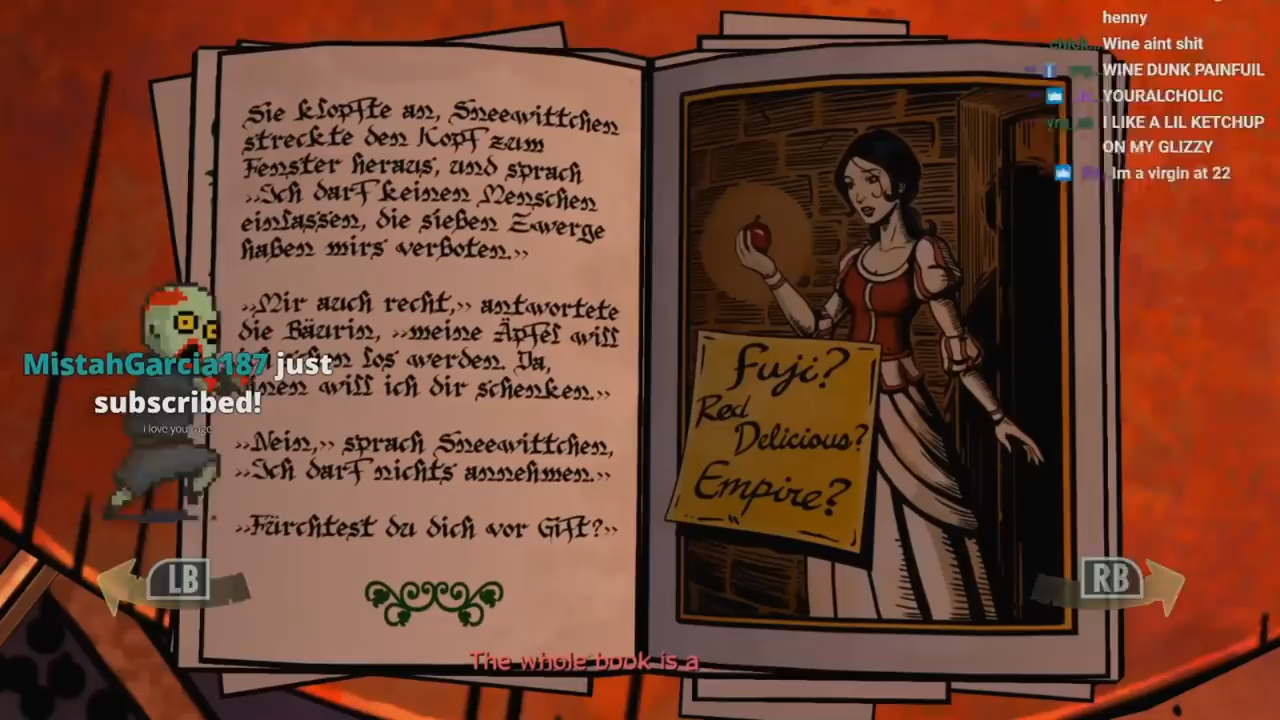 Sie klopfte an, Sneewittchen
streckte den Kopf zum
Fenster heraus, und sprach
»Ich darf keinen Menschen
einlassen, die sieben Zwerge
haben mirs verboten.»
»Mir auch recht,» antwortete
die Bäurin, »meine Äpfel will
los werden. Da,
will ich dir schenken.»
»Nein,» sprach Sneewittchen,
»Ich darf nichts annehmen.»
»Fürchtest du dich vor Gift?»
Fuji?
Red
Delicious?
Empire?
MistahGarcia187 just
subscribed!
i love you rage
LB
RB
The whole book is a
henny
Wine aint shit
WINE DUNK PAINFUIL
YOURALCHOLIC
I LIKE A LIL KETCHUP
ON MY GLIZZY
Im a virgin at 22